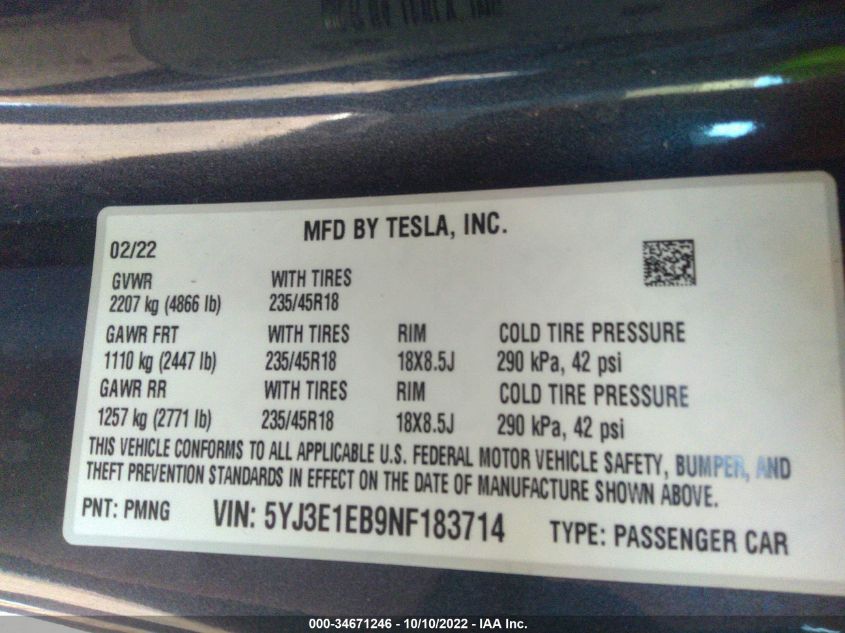 MFD BY TESLA, INC.
02/22
GVWR WITH TIRES
2207 kg (4866 lb) 235/45R18
GAWR FRT WITH TIRES RIM COLD TIRE PRESSURE
1110 kg (2447 lb) 235/45R18 18X8.5J 290 kPa, 42 psi
GAWR RR WITH TIRES RIM COLD TIRE PRESSURE
1257 kg (2771 lb) 235/45R18 18X8.5J 290 kPa, 42 psi
THIS VEHICLE CONFORMS TO ALL APPLICABLE U.S. FEDERAL MOTOR VEHICLE SAFETY, BUMPER, AND
THEFT PREVENTION STANDARDS IN EFFECT ON THE DATE OF MANUFACTURE SHOWN ABOVE.
PNT: PMNG VIN: 5YJ3E1EB9NF183714 TYPE: PASSENGER CAR
000-34671246 - 10/10/2022 - IAA Inc.